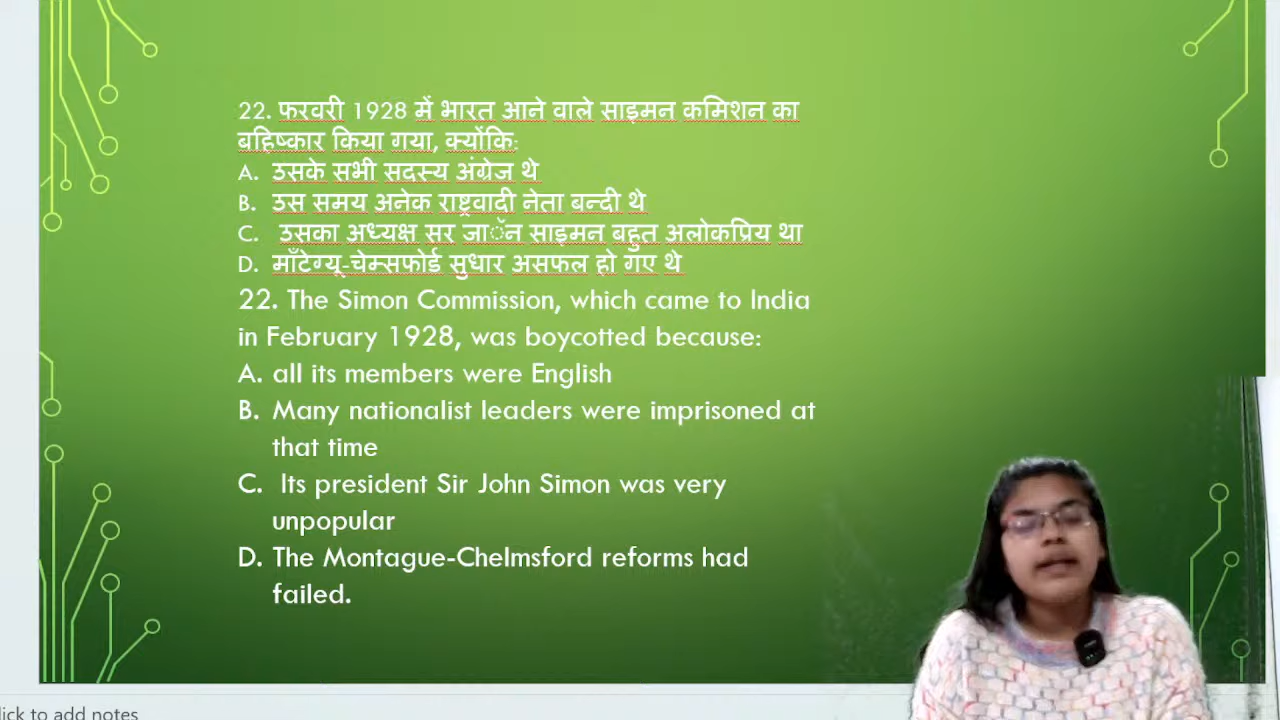 22. फरवरी 1928 में भारत आने वाले साइमन कमिशन का
बहिष्कार किया गया, क्योंकि:
A. उसके सभी सदस्य अंग्रेज थे
B. उस समय अनेक राष्ट्रवादी नेता बन्दी थे
C. उसका अध्यक्ष सर जाॅन साइमन बहुत अलोकप्रिय था
D. माँटेग्यू-चेम्सफोर्ड सुधार असफल हो गए थे
22. The Simon Commission, which came to India
in February 1928, was boycotted because:
A. all its members were English
B. Many nationalist leaders were imprisoned at
that time
C. Its president Sir John Simon was very
unpopular
D. The Montague-Chelmsford reforms had
failed.
lick to add notes